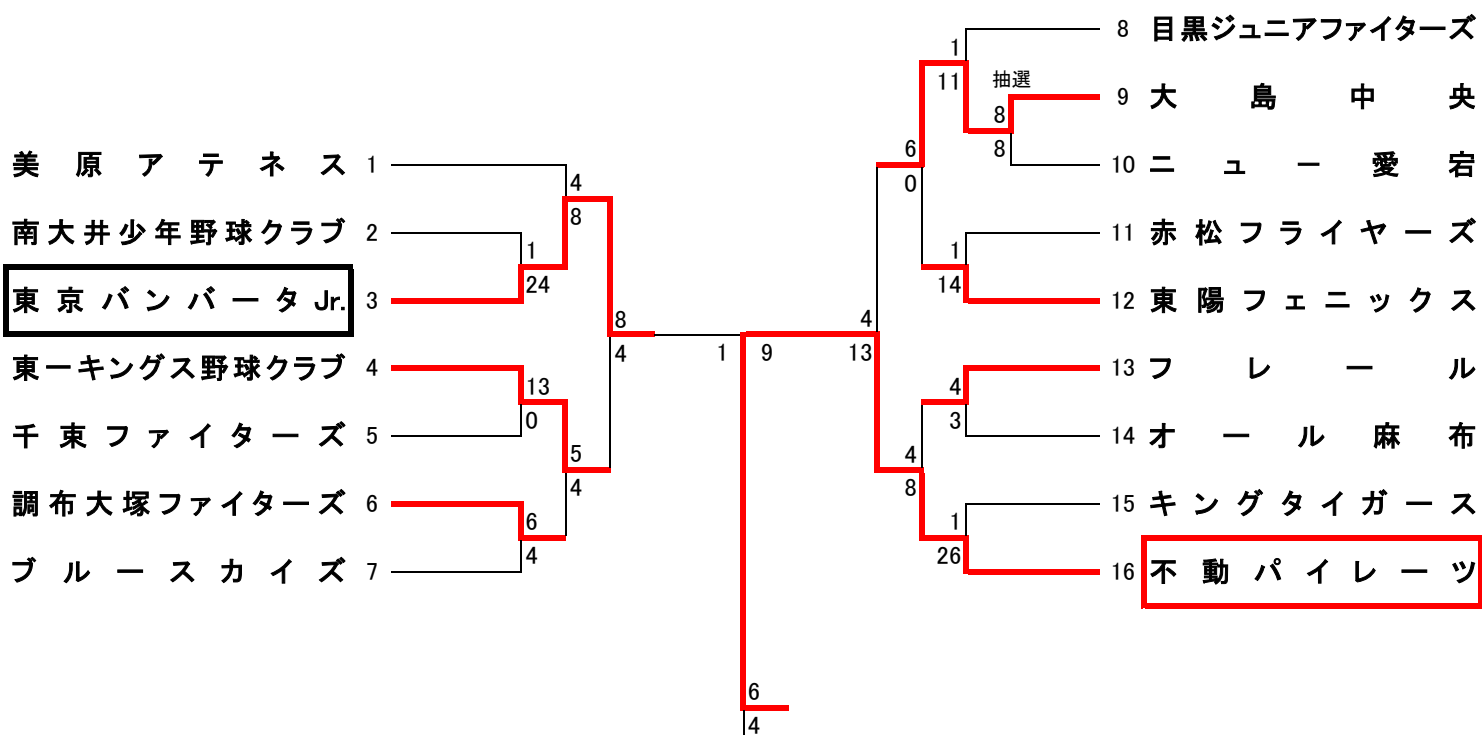 美原アテネス 1
南大井少年野球クラブ 2
東京バンバータJr. 3
東一キングス野球クラブ 4
千束ファイターズ 5
調布大塚ファイターズ 6
ブルースカイズ 7
4
8
1
24
8
4
13
0
5
4
6
4
1 9
6
4
8 目黒ジュニアファイターズ
9 大島中央
10 ニュー愛宕
11 赤松フライヤーズ
12 東陽フェニックス
13 フレール
14 オール麻布
15 キングタイガース
16 不動パイレーツ
1
11
抽選
8
8
6
0
1
14
4
13
4
3
4
8
1
26